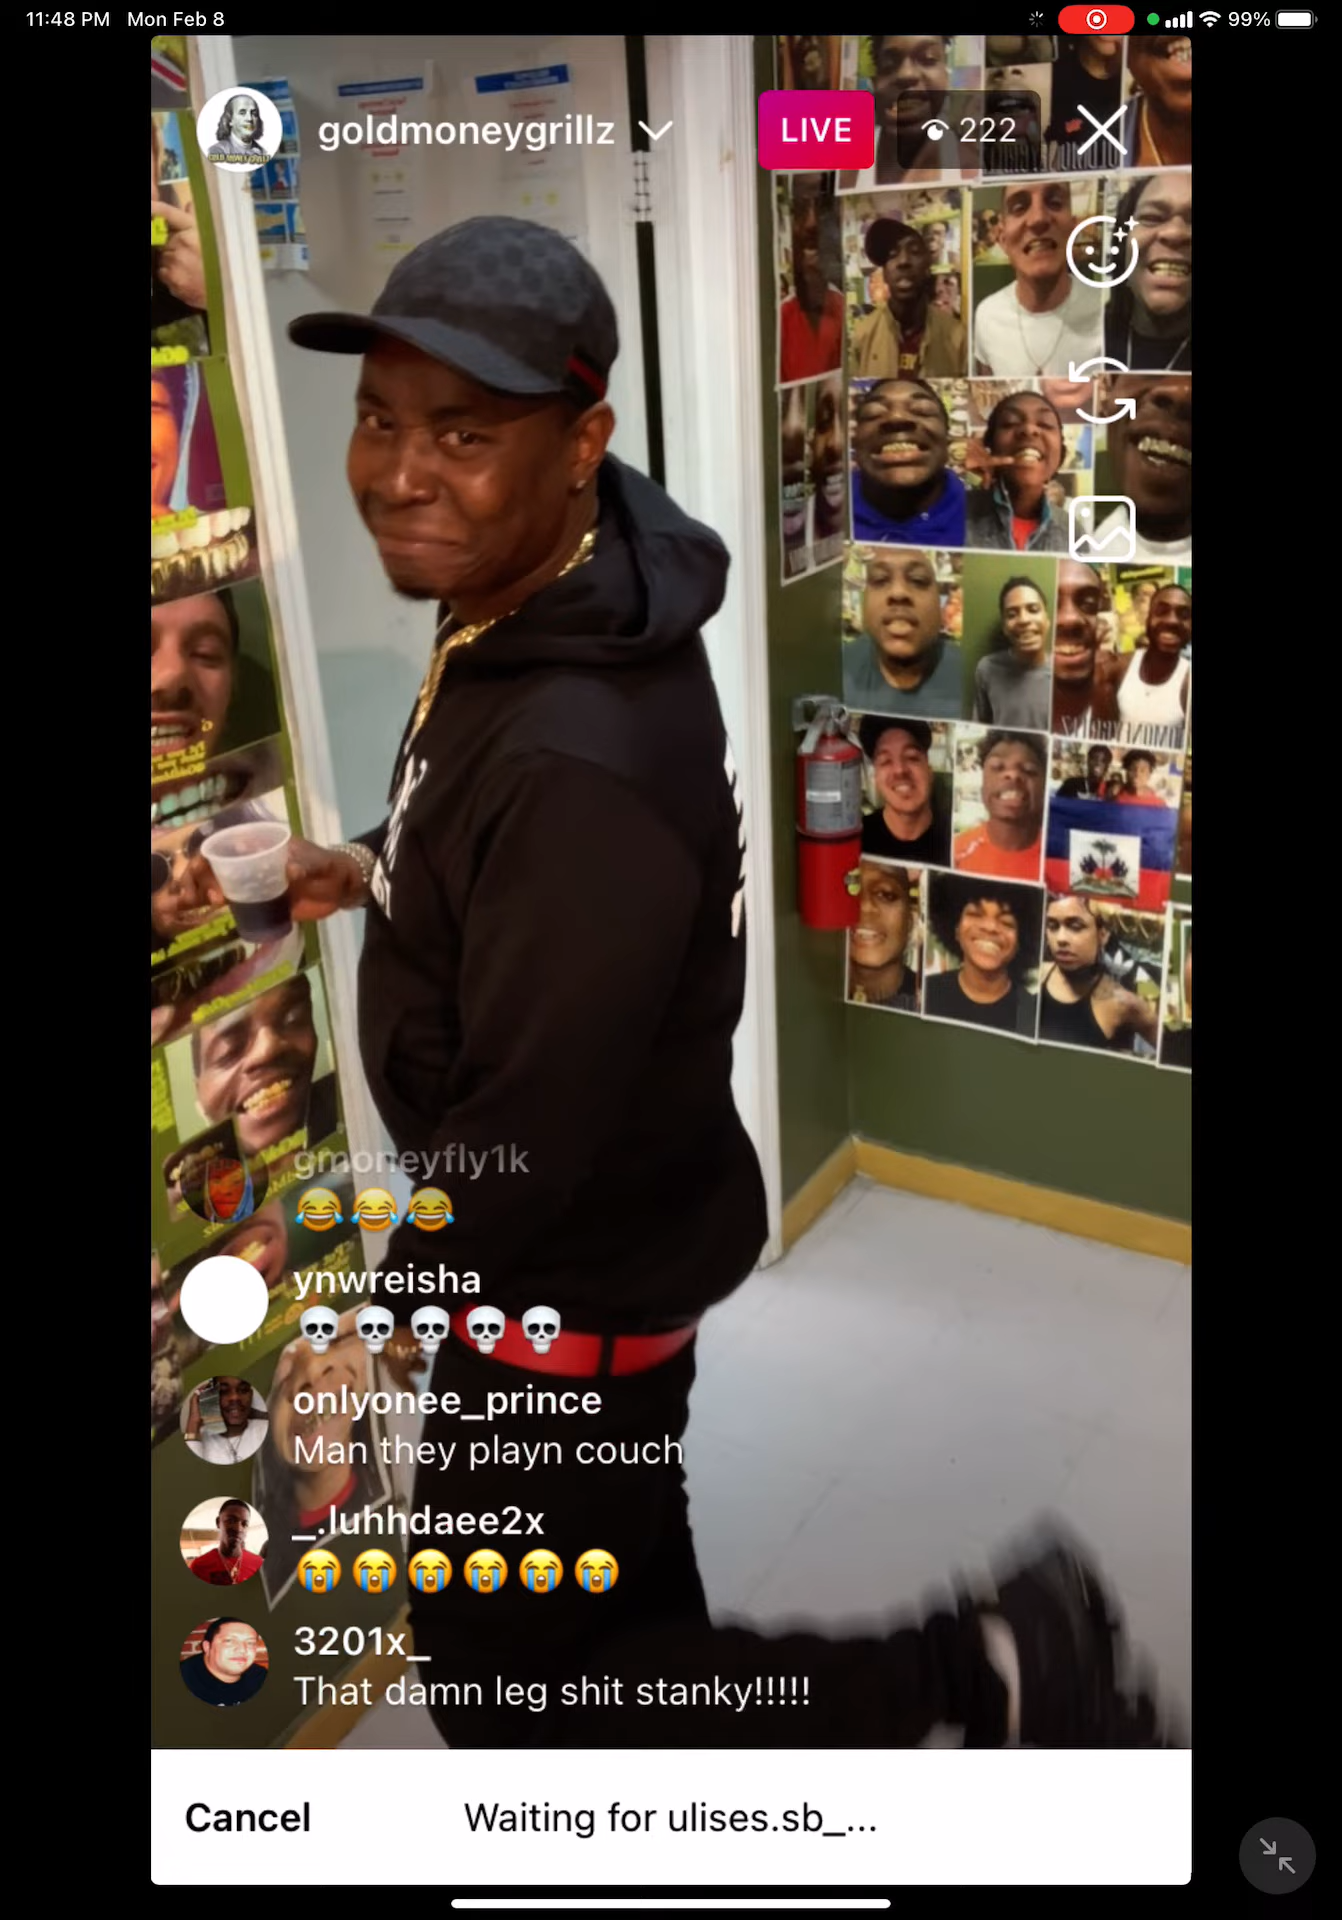 11:48 PM Mon Feb 8
99%
goldmoneygrillz
LIVE
222
gmoneyfly1k
😂😂😂
ynwreisha
💀💀💀💀💀
onlyonee_prince
Man they playn couch
_.luhhdaee2x
😭😭😭😭😭😭
3201x_
That damn leg shit stanky!!!!!
Cancel
Waiting for ulises.sb_...